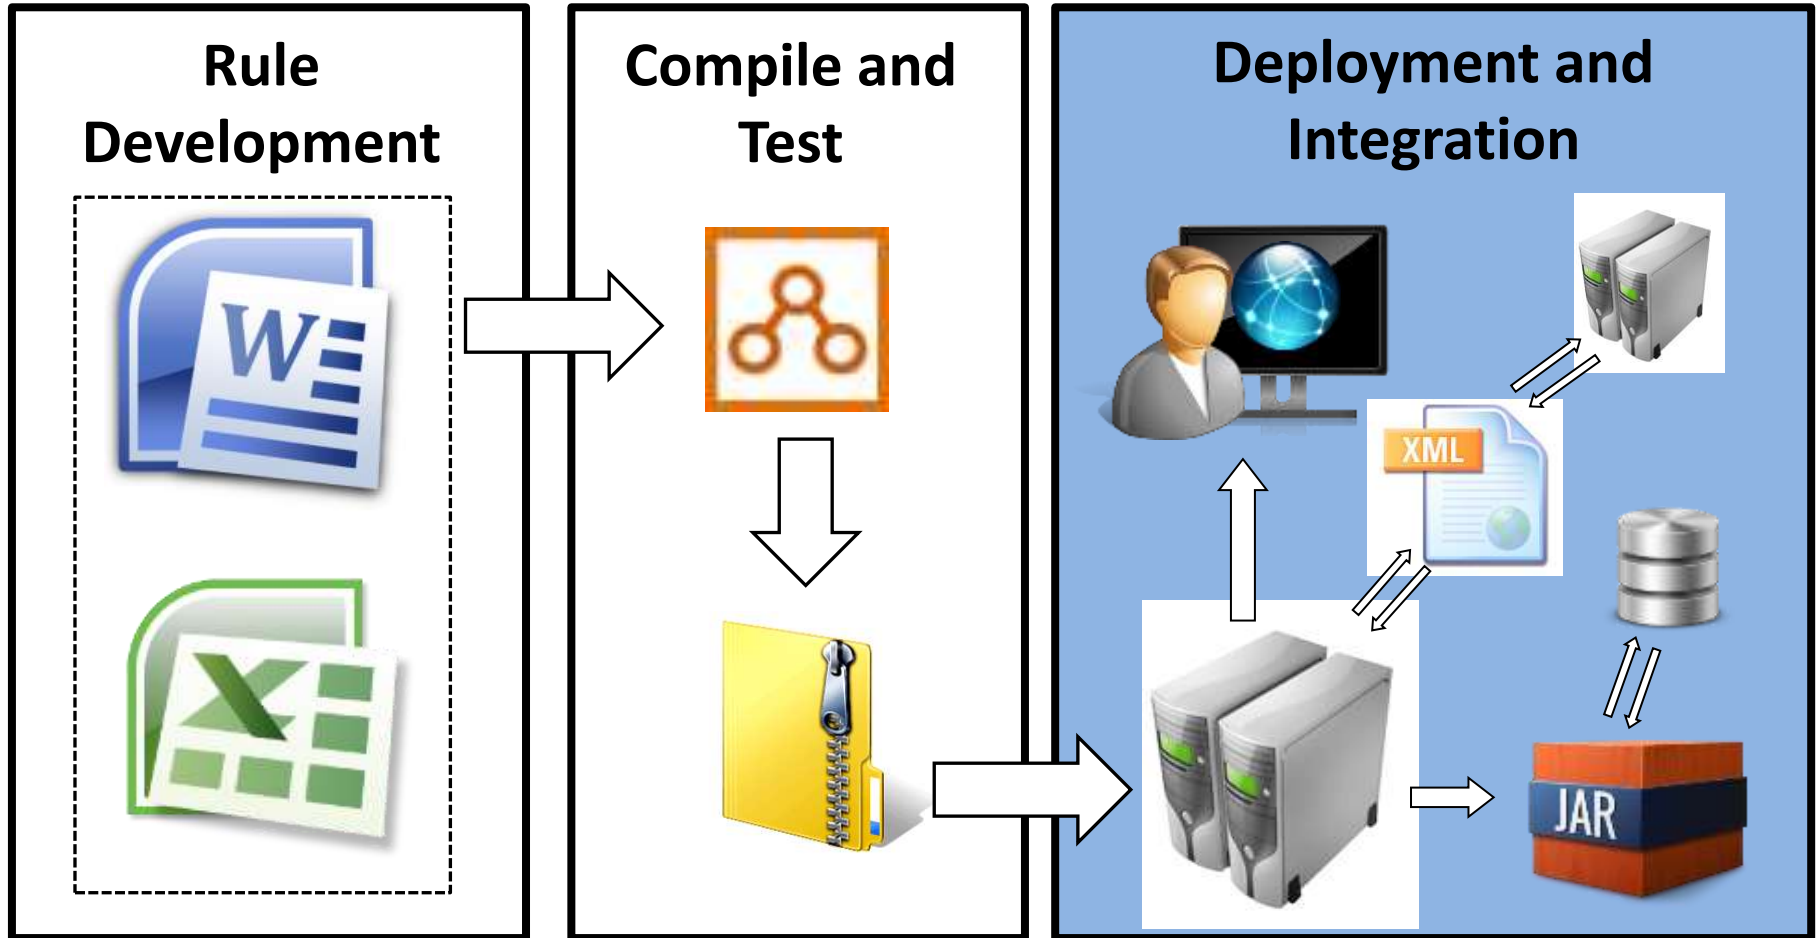 Rule
Development
Compile and
Test
Deployment and
Integration
W
X
XML
JAR